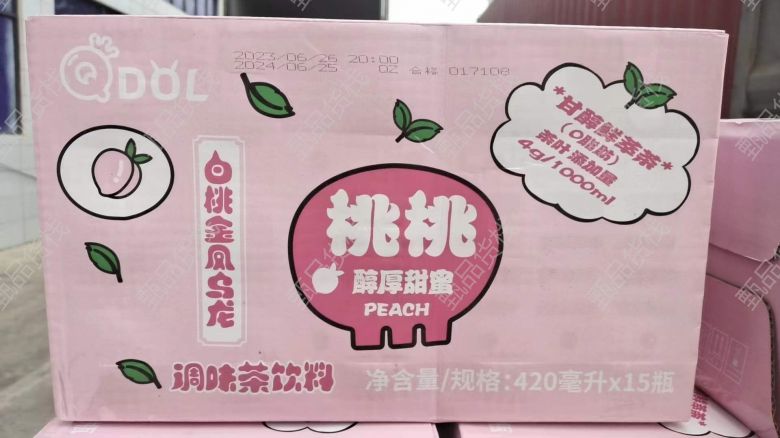 QDOL
2023/06/26 20:00
2024/06/25 02 合格 017108
*甘醇鲜萃茶*
(0脂肪)
茶叶添加量
4g/1000ml
白桃金凤乌龙
桃桃
醇厚甜蜜
PEACH
调味茶饮料
净含量/规格:420毫升x15瓶